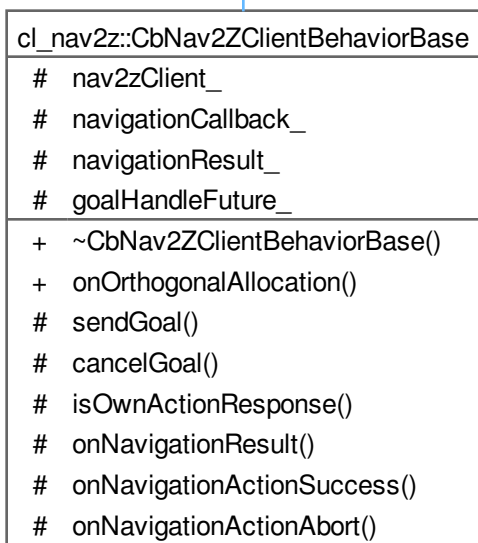 cl_nav2z::CbNav2ZClientBehaviorBase
# nav2zClient_
# navigationCallback_
# navigationResult_
# goalHandleFuture_
+ ~CbNav2ZClientBehaviorBase()
+ onOrthogonalAllocation()
# sendGoal()
# cancelGoal()
# isOwnActionResponse()
# onNavigationResult()
# onNavigationActionSuccess()
# onNavigationActionAbort()